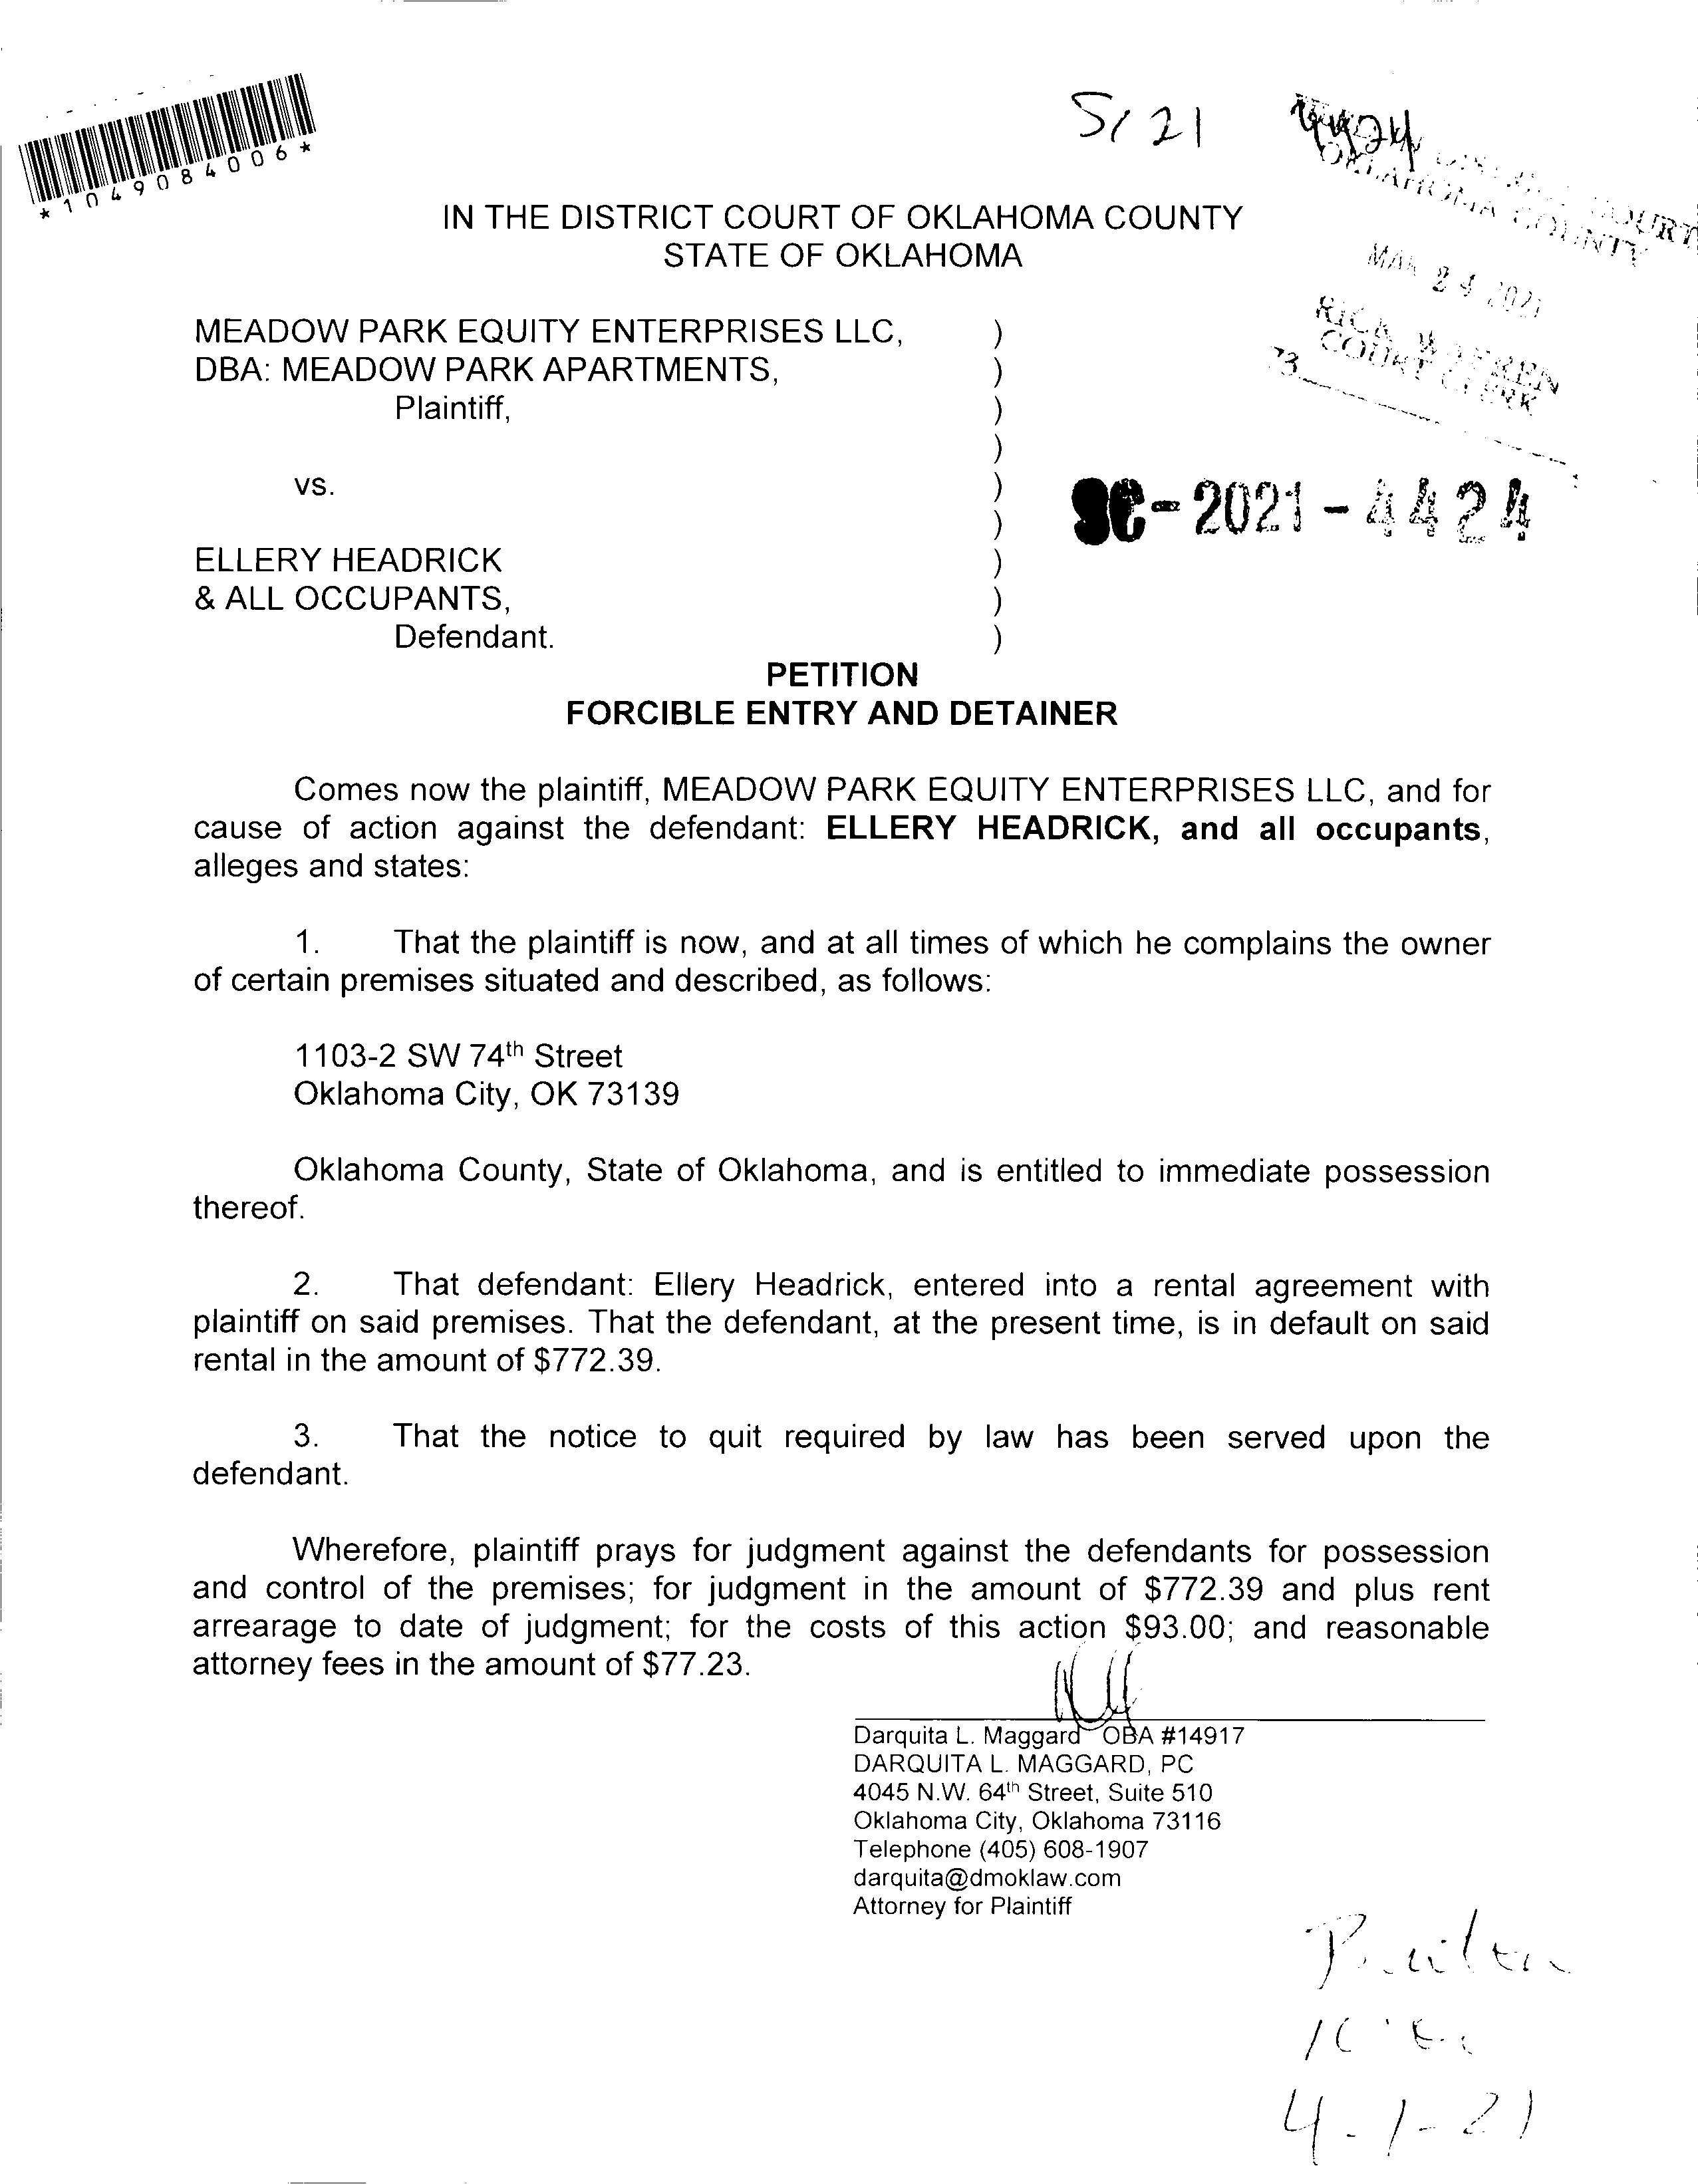 *1049084006*
SC 21 4424
OKLAHOMA COUNTY
MAR 24 2021
RICK WARREN
COURT CLERK
73
IN THE DISTRICT COURT OF OKLAHOMA COUNTY
STATE OF OKLAHOMA
MEADOW PARK EQUITY ENTERPRISES LLC, )
DBA: MEADOW PARK APARTMENTS, )
Plaintiff, )
)
vs. )
)
ELLERY HEADRICK )
& ALL OCCUPANTS, )
Defendant. )
SC-2021-4424
PETITION
FORCIBLE ENTRY AND DETAINER
Comes now the plaintiff, MEADOW PARK EQUITY ENTERPRISES LLC, and for
cause of action against the defendant: ELLERY HEADRICK, and all occupants,
alleges and states:
1. That the plaintiff is now, and at all times of which he complains the owner
of certain premises situated and described, as follows:
1103-2 SW 74th Street
Oklahoma City, OK 73139
Oklahoma County, State of Oklahoma, and is entitled to immediate possession
thereof.
2. That defendant: Ellery Headrick, entered into a rental agreement with
plaintiff on said premises. That the defendant, at the present time, is in default on said
rental in the amount of $772.39.
3. That the notice to quit required by law has been served upon the
defendant.
Wherefore, plaintiff prays for judgment against the defendants for possession
and control of the premises; for judgment in the amount of $772.39 and plus rent
arrearage to date of judgment; for the costs of this action $93.00; and reasonable
attorney fees in the amount of $77.23.
Darquita L. Maggard OBA #14917
DARQUITA L. MAGGARD, PC
4045 N.W. 64th Street, Suite 510
Oklahoma City, Oklahoma 73116
Telephone (405) 608-1907
darquita@dmoklaw.com
Attorney for Plaintiff
4-1-21